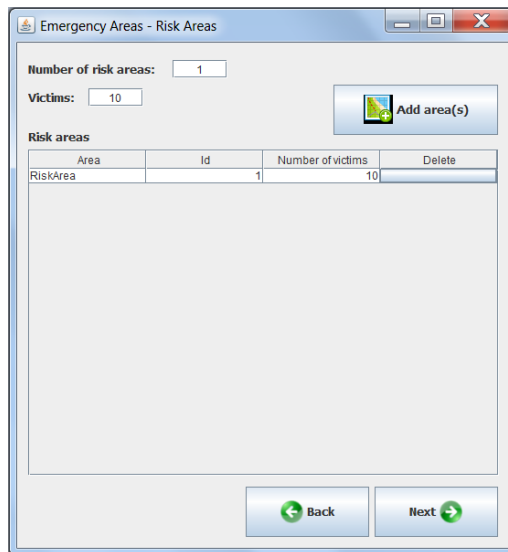 Emergency Areas - Risk Areas
Number of risk areas: 1
Victims: 10
Add area(s)
Risk areas
Area Id Number of victims Delete
RiskArea 1 10
Back Next